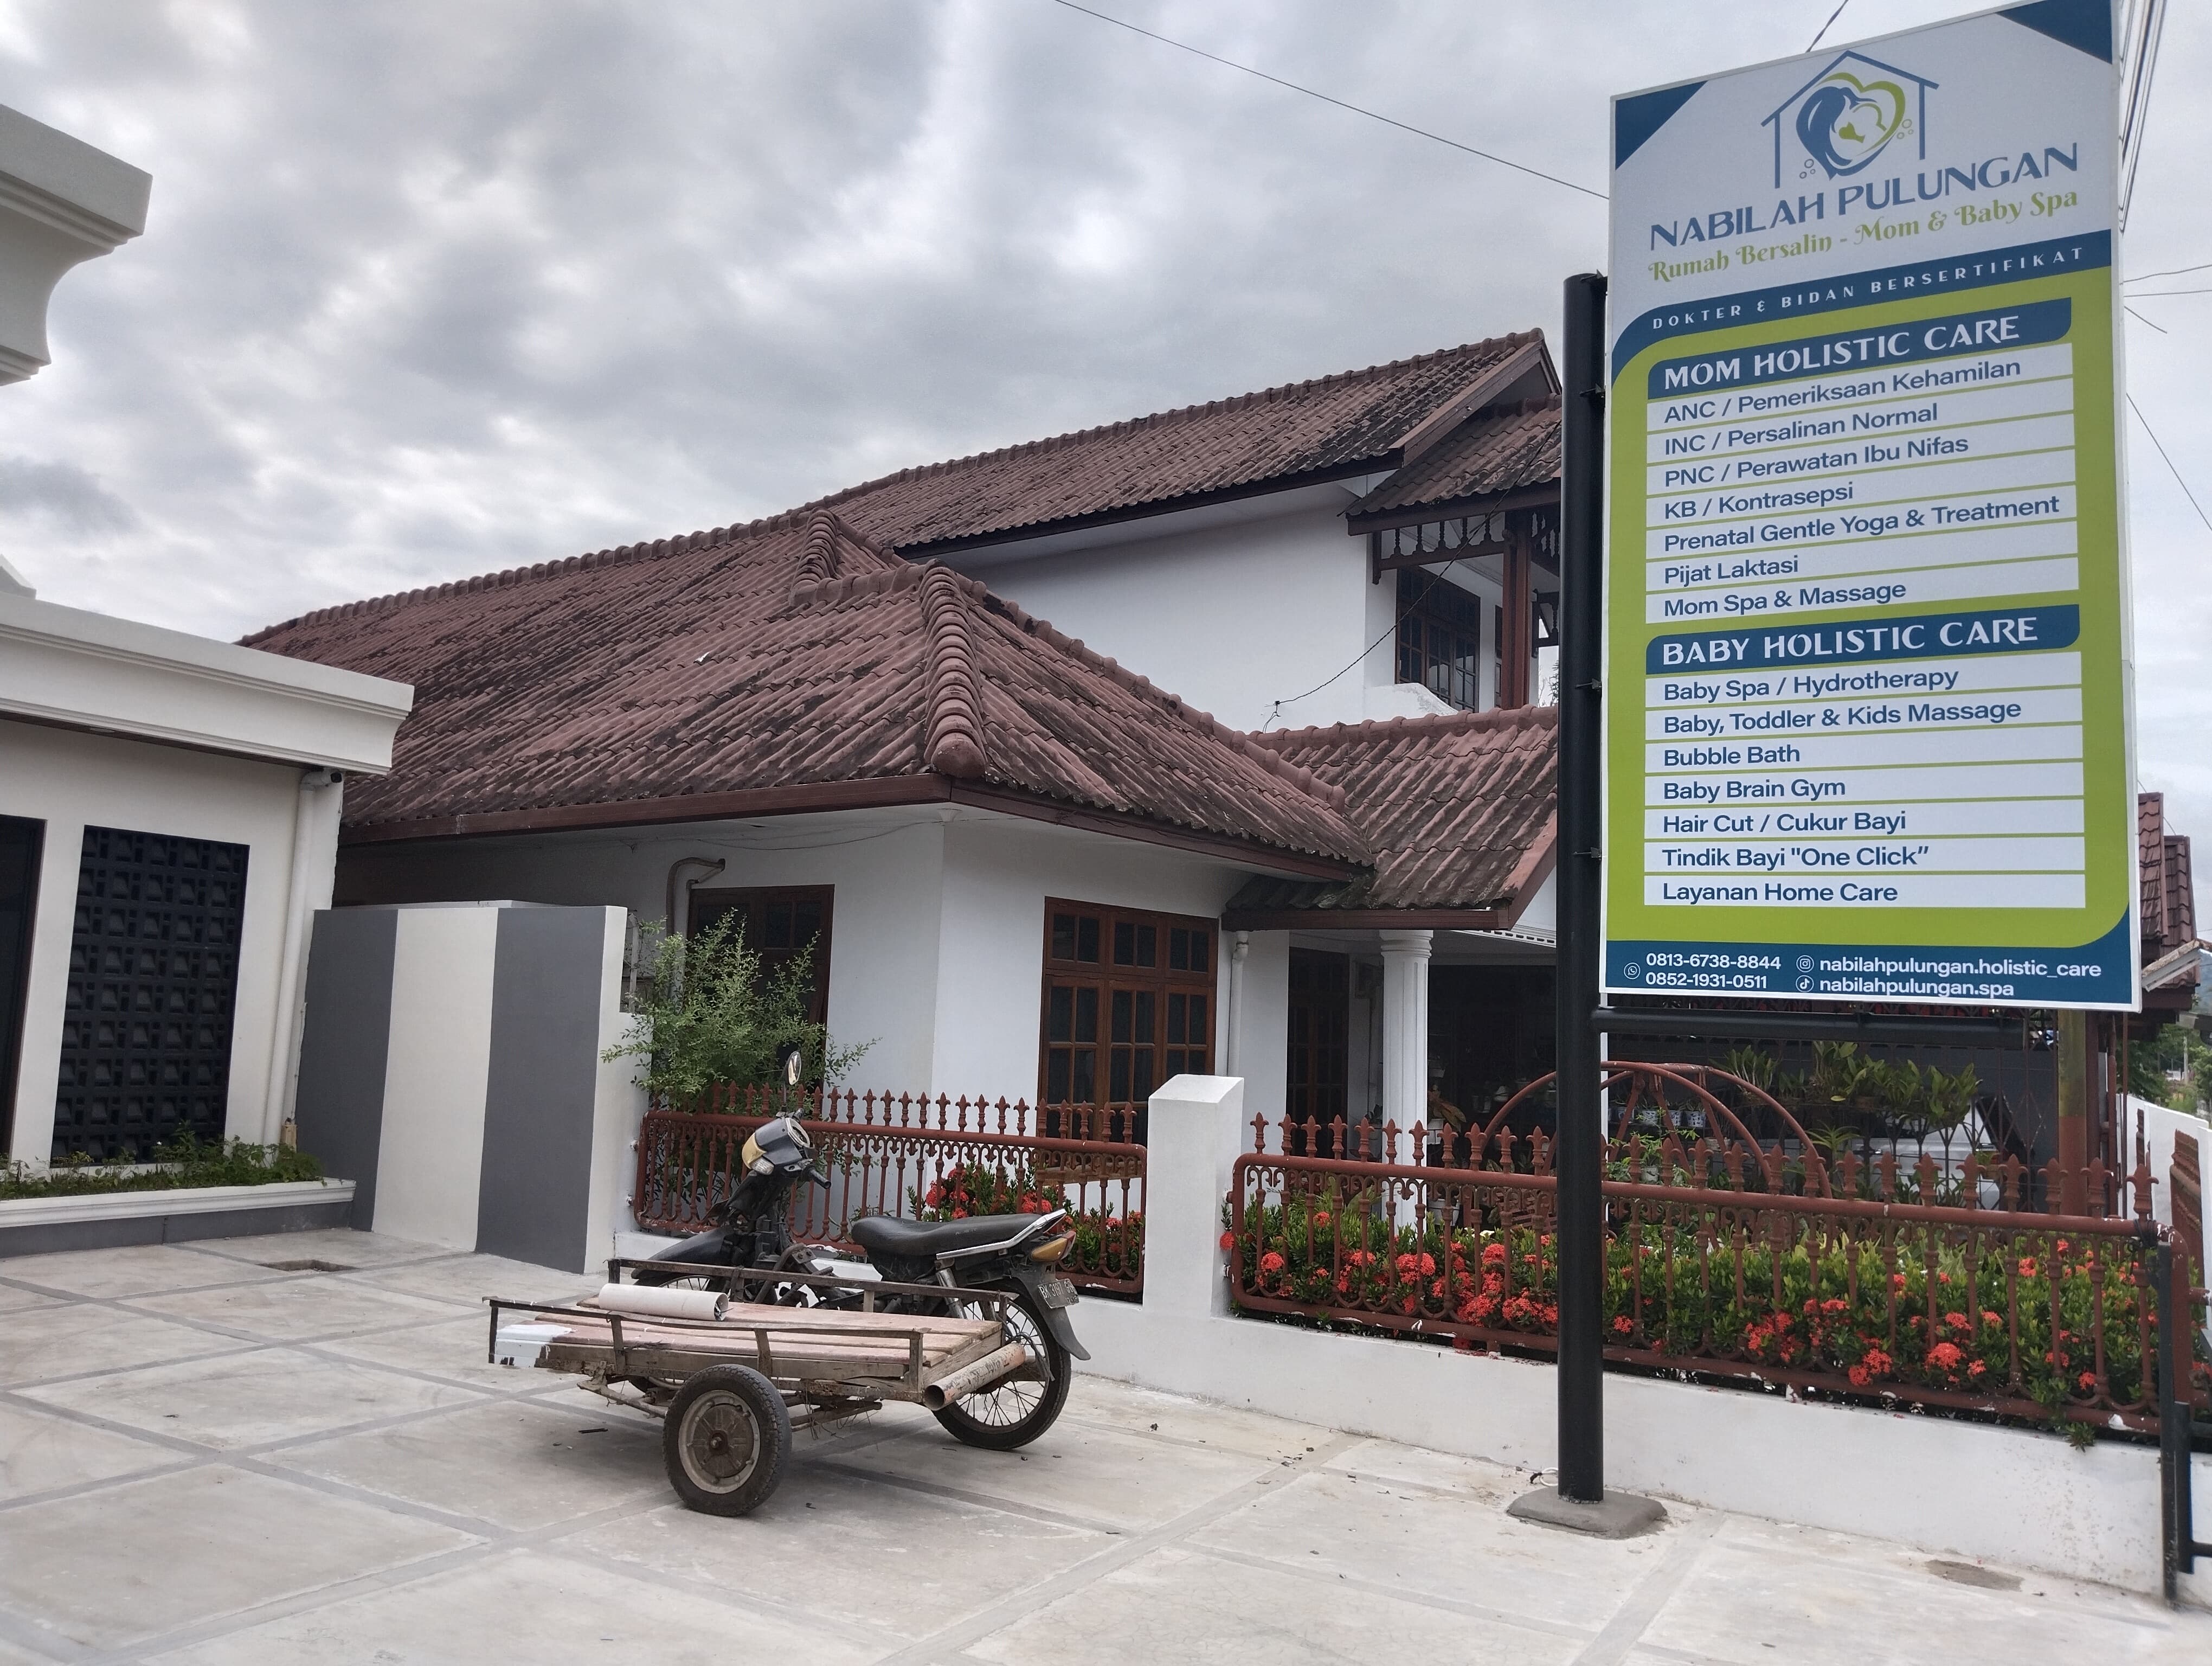 NABILAH PULUNGAN
Rumah Bersalin - Mom & Baby Spa
DOKTER & BIDAN BERSERTIFIKAT
MOM HOLISTIC CARE
ANC / Pemeriksaan Kehamilan
INC / Persalinan Normal
PNC / Perawatan Ibu Nifas
KB / Kontrasepsi
Prenatal Gentle Yoga & Treatment
Pijat Laktasi
Mom Spa & Massage
BABY HOLISTIC CARE
Baby Spa / Hydrotherapy
Baby, Toddler & Kids Massage
Bubble Bath
Baby Brain Gym
Hair Cut / Cukur Bayi
Tindik Bayi "One Click"
Layanan Home Care
0813-6738-8844
0852-1931-0511
nabilahpulungan.holistic_care
nabilahpulungan.spa